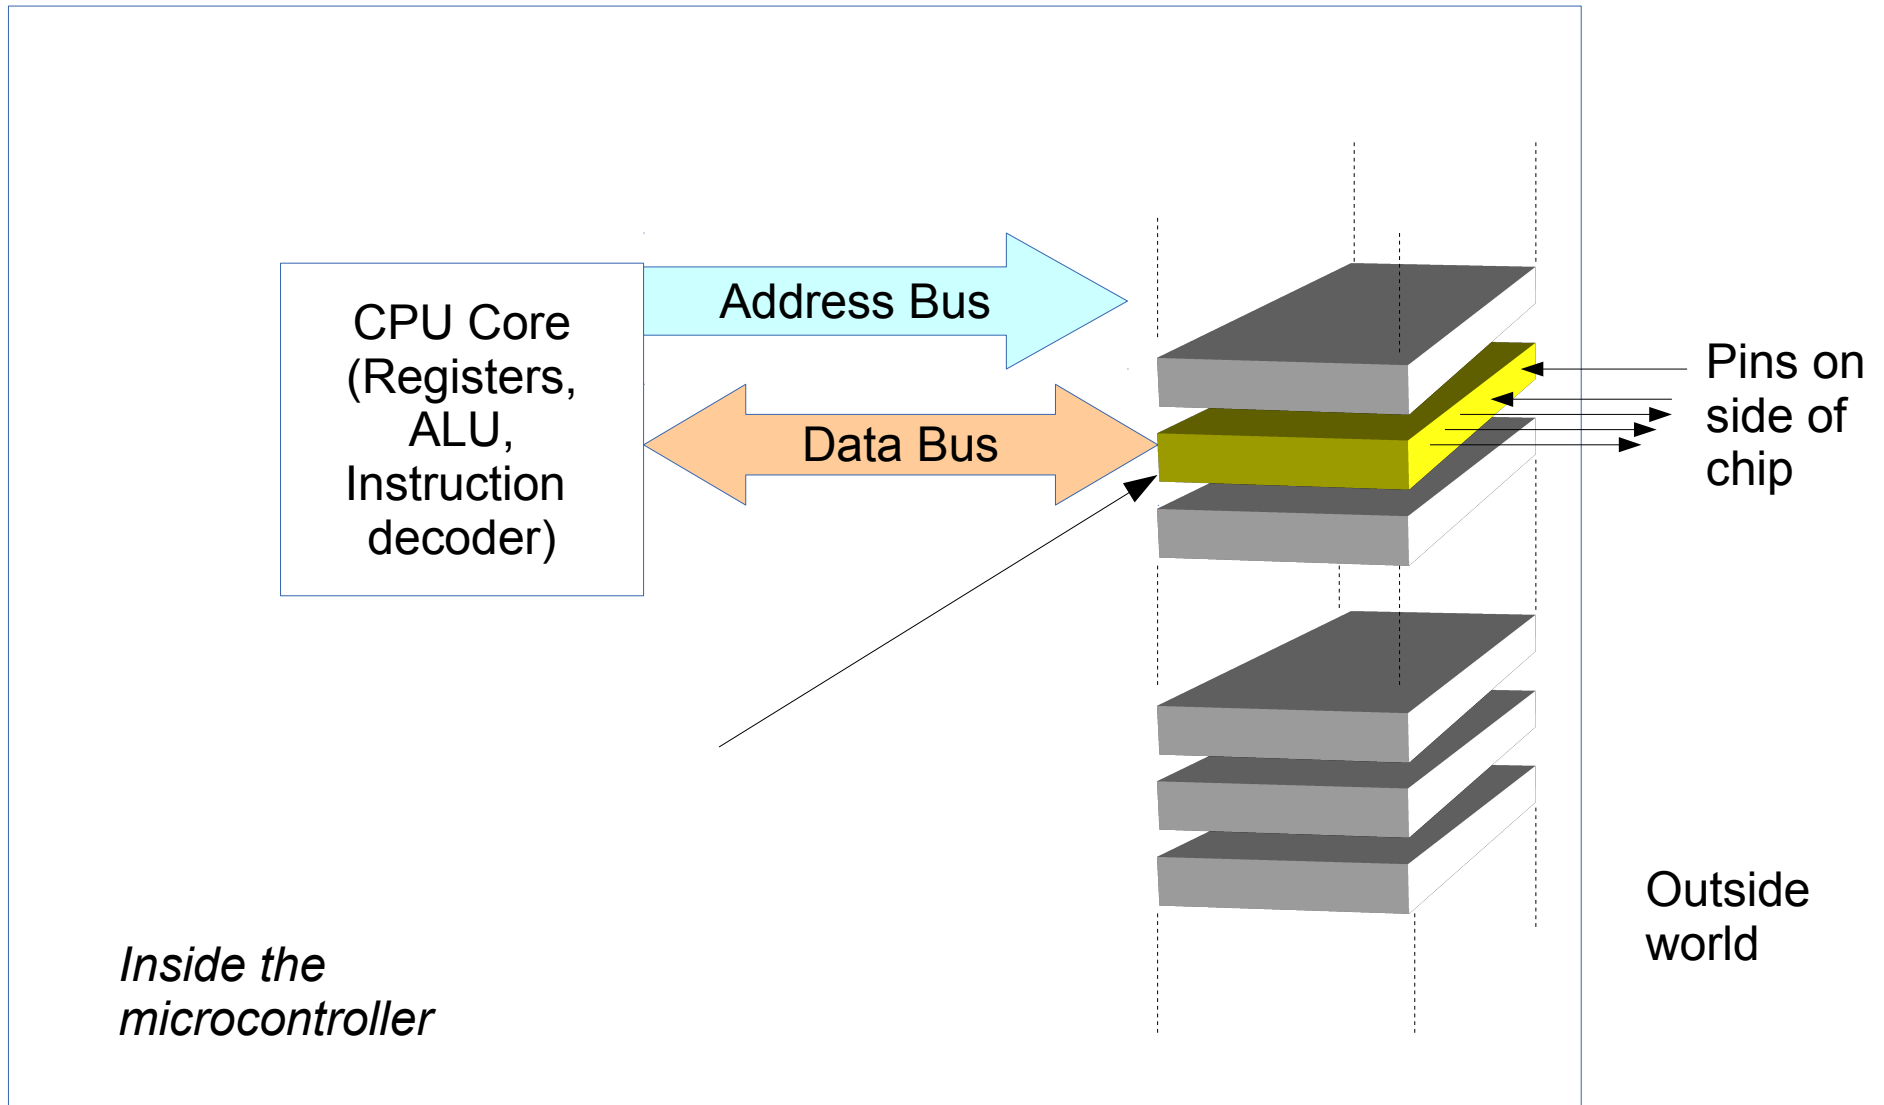 Address Bus
CPU Core
(Registers,
ALU,
Instruction
decoder)
Data Bus
Pins on
side of
chip
Outside
world
Inside the
microcontroller